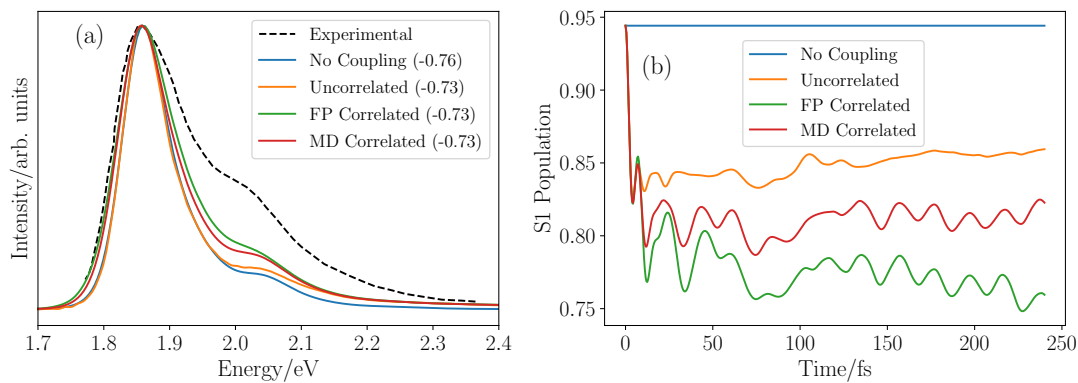 (a)
Experimental
No Coupling (-0.76)
Uncorrelated (-0.73)
FP Correlated (-0.73)
MD Correlated (-0.73)
Intensity/arb. units
1.7 1.8 1.9 2.0 2.1 2.2 2.3 2.4
Energy/eV
(b)
No Coupling
Uncorrelated
FP Correlated
MD Correlated
S1 Population
0.95
0.90
0.85
0.80
0.75
0 50 100 150 200 250
Time/fs